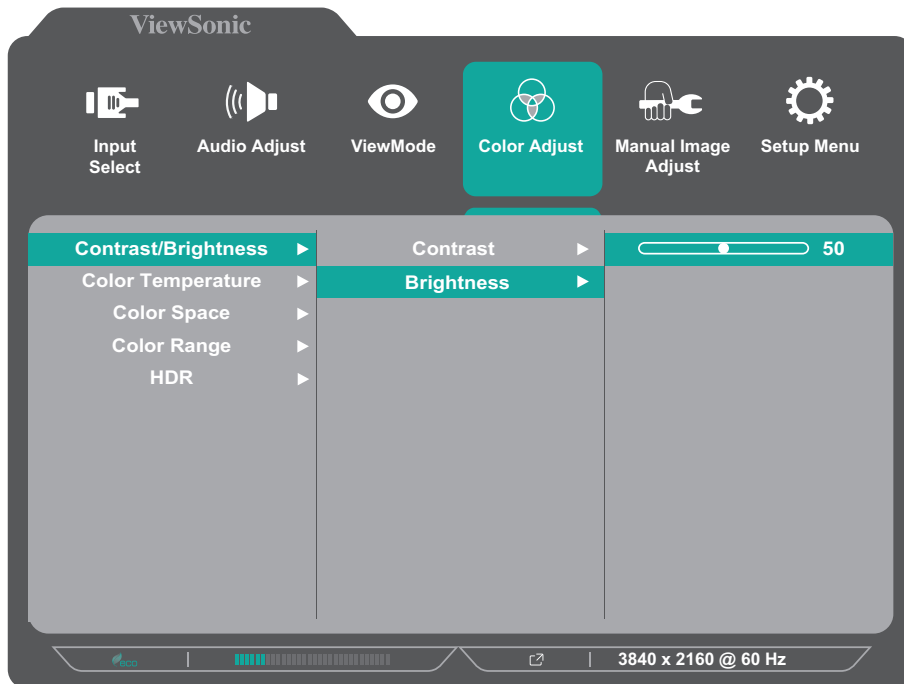 ViewSonic
Input
Select
Audio Adjust
ViewMode
Color Adjust
Manual Image
Adjust
Setup Menu
Contrast/Brightness
Contrast
50
Color Temperature
Brightness
Color Space
Color Range
HDR
eco
3840 x 2160 @ 60 Hz